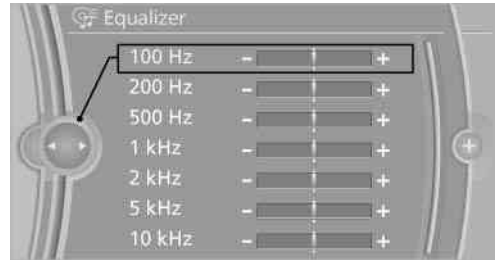 Equalizer
100 Hz - +
200 Hz - +
500 Hz - +
1 kHz - +
2 kHz - +
5 kHz - +
10 kHz - +
+